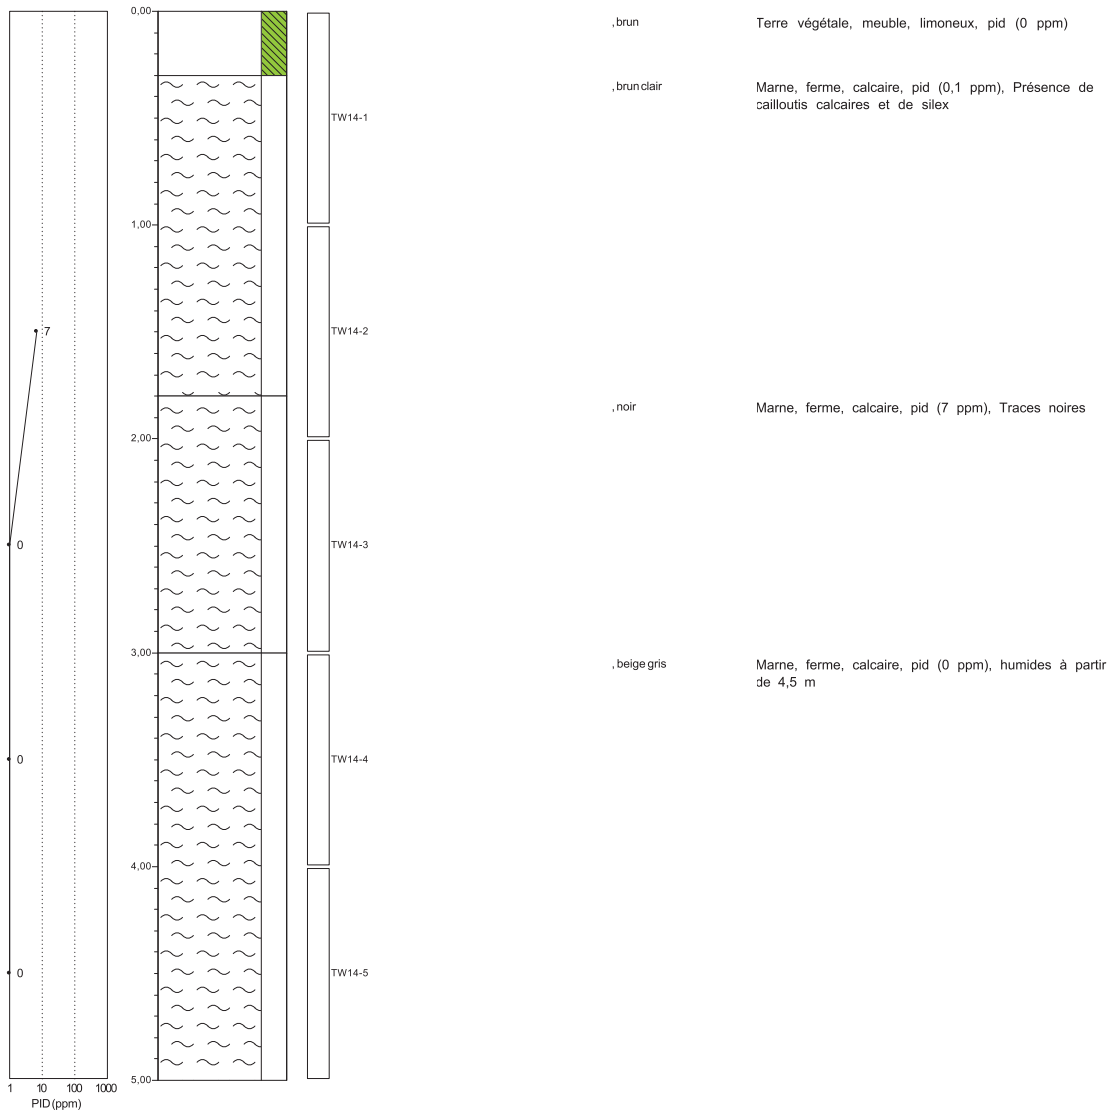 0,00
, brun
Terre végétale, meuble, limoneux, pid (0 ppm)
, brun clair
Marne, ferme, calcaire, pid (0,1 ppm), Présence de
cailloutis calcaires et de silex
TW14-1
1,00
7
TW14-2
, noir
Marne, ferme, calcaire, pid (7 ppm), Traces noires
2,00
0
TW14-3
3,00
, beige gris
Marne, ferme, calcaire, pid (0 ppm), humides à partir
de 4,5 m
0
TW14-4
4,00
0
TW14-5
5,00
1 10 100 1000
PID (ppm)